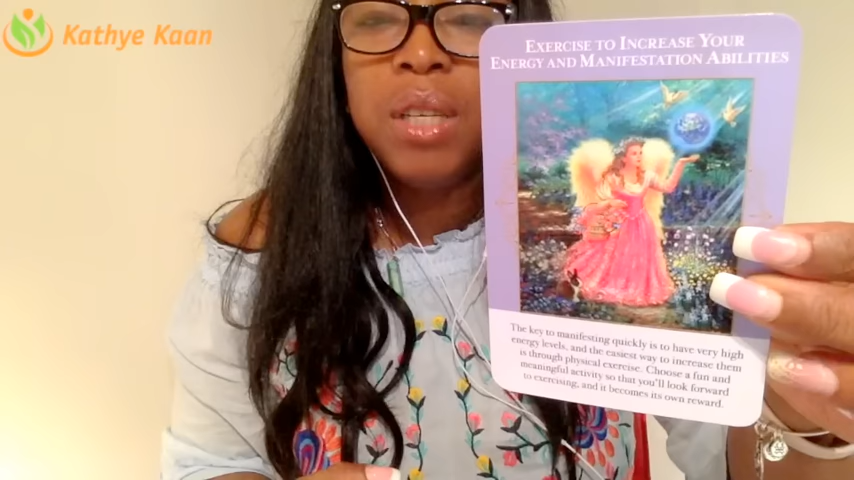 Kathye Kaan
EXERCISE TO INCREASE YOUR
ENERGY AND MANIFESTATION ABILITIES
The key to manifesting quickly is to have very high
energy levels, and the easiest way to increase them
is through physical exercise. Choose a fun and
meaningful activity so that you'll look forward
to exercising, and it becomes its own reward.